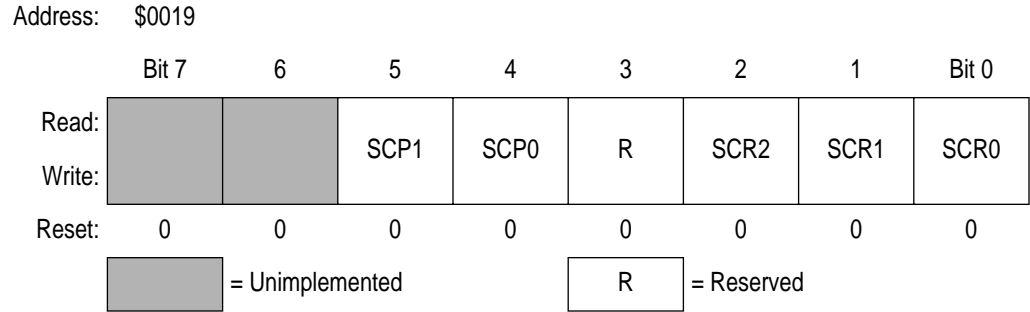 Address: $0019
Bit 7 6 5 4 3 2 1 Bit 0
Read:
SCP1 SCP0 R SCR2 SCR1 SCR0
Write:
Reset: 0 0 0 0 0 0 0 0
= Unimplemented R = Reserved